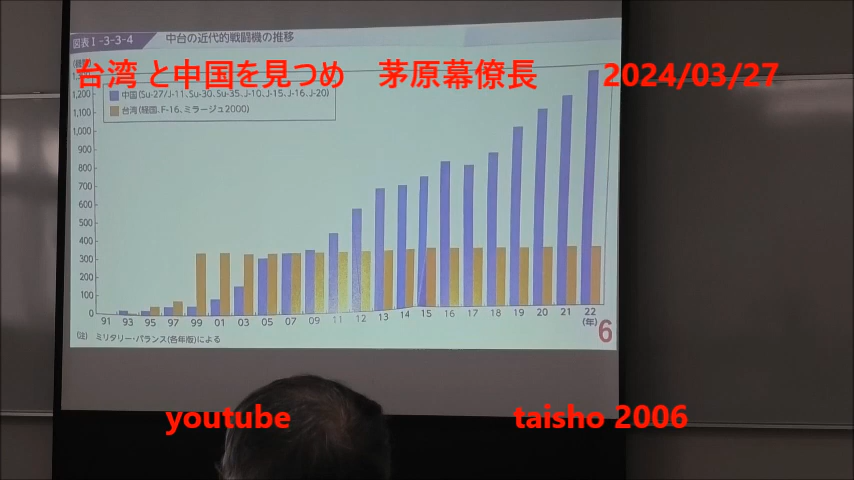 図表Ⅰ-3-3-4 中台の近代的戦闘機の推移
台湾 と中国を見つめ 茅原幕僚長 2024/03/27
1,200
中国(Su-27/J-11、Su-30、Su-35、J-10、J-15、J-16、J-20)
1,100
台湾(経国、F-16、ミラージュ2000)
1,000
900
800
700
600
500
400
300
200
100
0
91 93 95 97 99 01 03 05 07 09 11 12 13 14 15 16 17 18 19 20 21 22
(年)
6
(注) ミリタリー・バランス(各年版)による
youtube taisho 2006